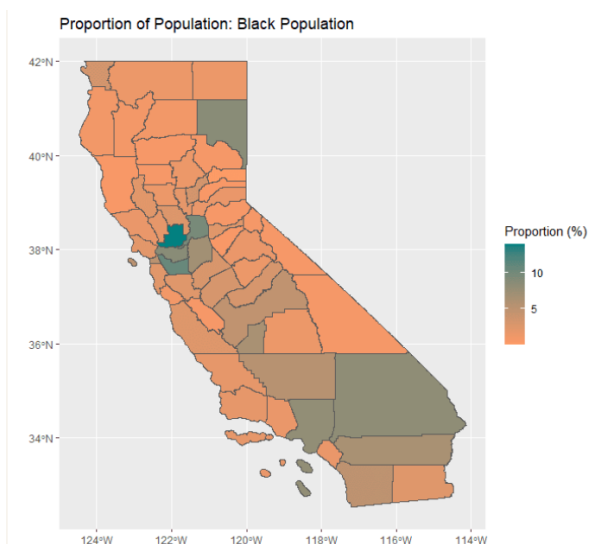 Proportion of Population: Black Population
42°N
40°N
38°N
36°N
34°N
124°W 122°W 120°W 118°W 116°W 114°W
Proportion (%)
10
5